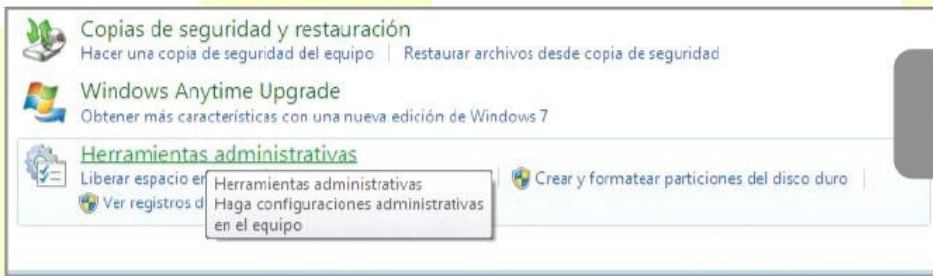 Copias de seguridad y restauración
Hacer una copia de seguridad del equipo | Restaurar archivos desde copia de seguridad
Windows Anytime Upgrade
Obtener más características con una nueva edición de Windows 7
Herramientas administrativas
Liberar espacio er | Crear y formatear particiones del disco duro |
Ver registros d
Herramientas administrativas
Haga configuraciones administrativas
en el equipo